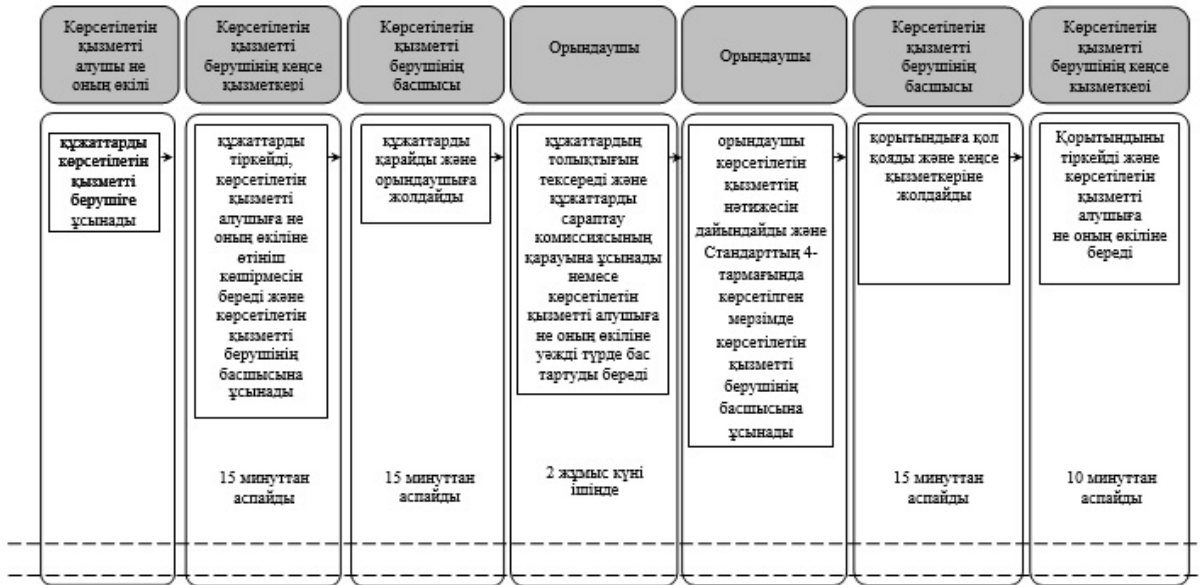 Көрсетілетін
қызметті
алушы не
оның өкілі
Көрсетілетін
қызметті
берушінің кеңсе
қызметкері
Көрсетілетін
қызметті
берушінің
басшысы
Орындаушы
Орындаушы
Көрсетілетін
қызметті
берушінің
басшысы
Көрсетілетін
қызметті
берушінің кеңсе
қызметкері
құжаттарды
көрсетілетін
қызметті
берушіге
ұсынады
құжаттарды
тіркейді,
көрсетілетін
қызметті
алушыға не
оның өкіліне
өтініш
көшірмесін
береді және
көрсетілетін
қызметті
берушінің
басшысына
ұсынады
15 минуттан
аспайды
құжаттарды
қарайды және
орындаушыға
жолдайды
15 минуттан
аспайды
құжаттардың
толықтығын
тексереді және
құжаттарды
сараптау
комиссиясының
қарауына ұсынады
немесе
көрсетілетін
қызметті алушыға
не оның өкіліне
уәжді түрде бас
тартуды береді
2 жұмыс күні
ішінде
орындаушы
көрсетілетін
қызметтің
нәтижесін
дайындайды және
Стандарттың 4-
тармағында
көрсетілген
мерзімде
көрсетілетін
қызметті
берушінің
басшысына
ұсынады
қорытындыға қол
қояды және кеңсе
қызметкеріне
жолдайды
15 минуттан
аспайды
Қорытындыны
тіркейді және
көрсетілетін
қызметті
алушыға
не оның өкіліне
береді
10 минуттан
аспайды